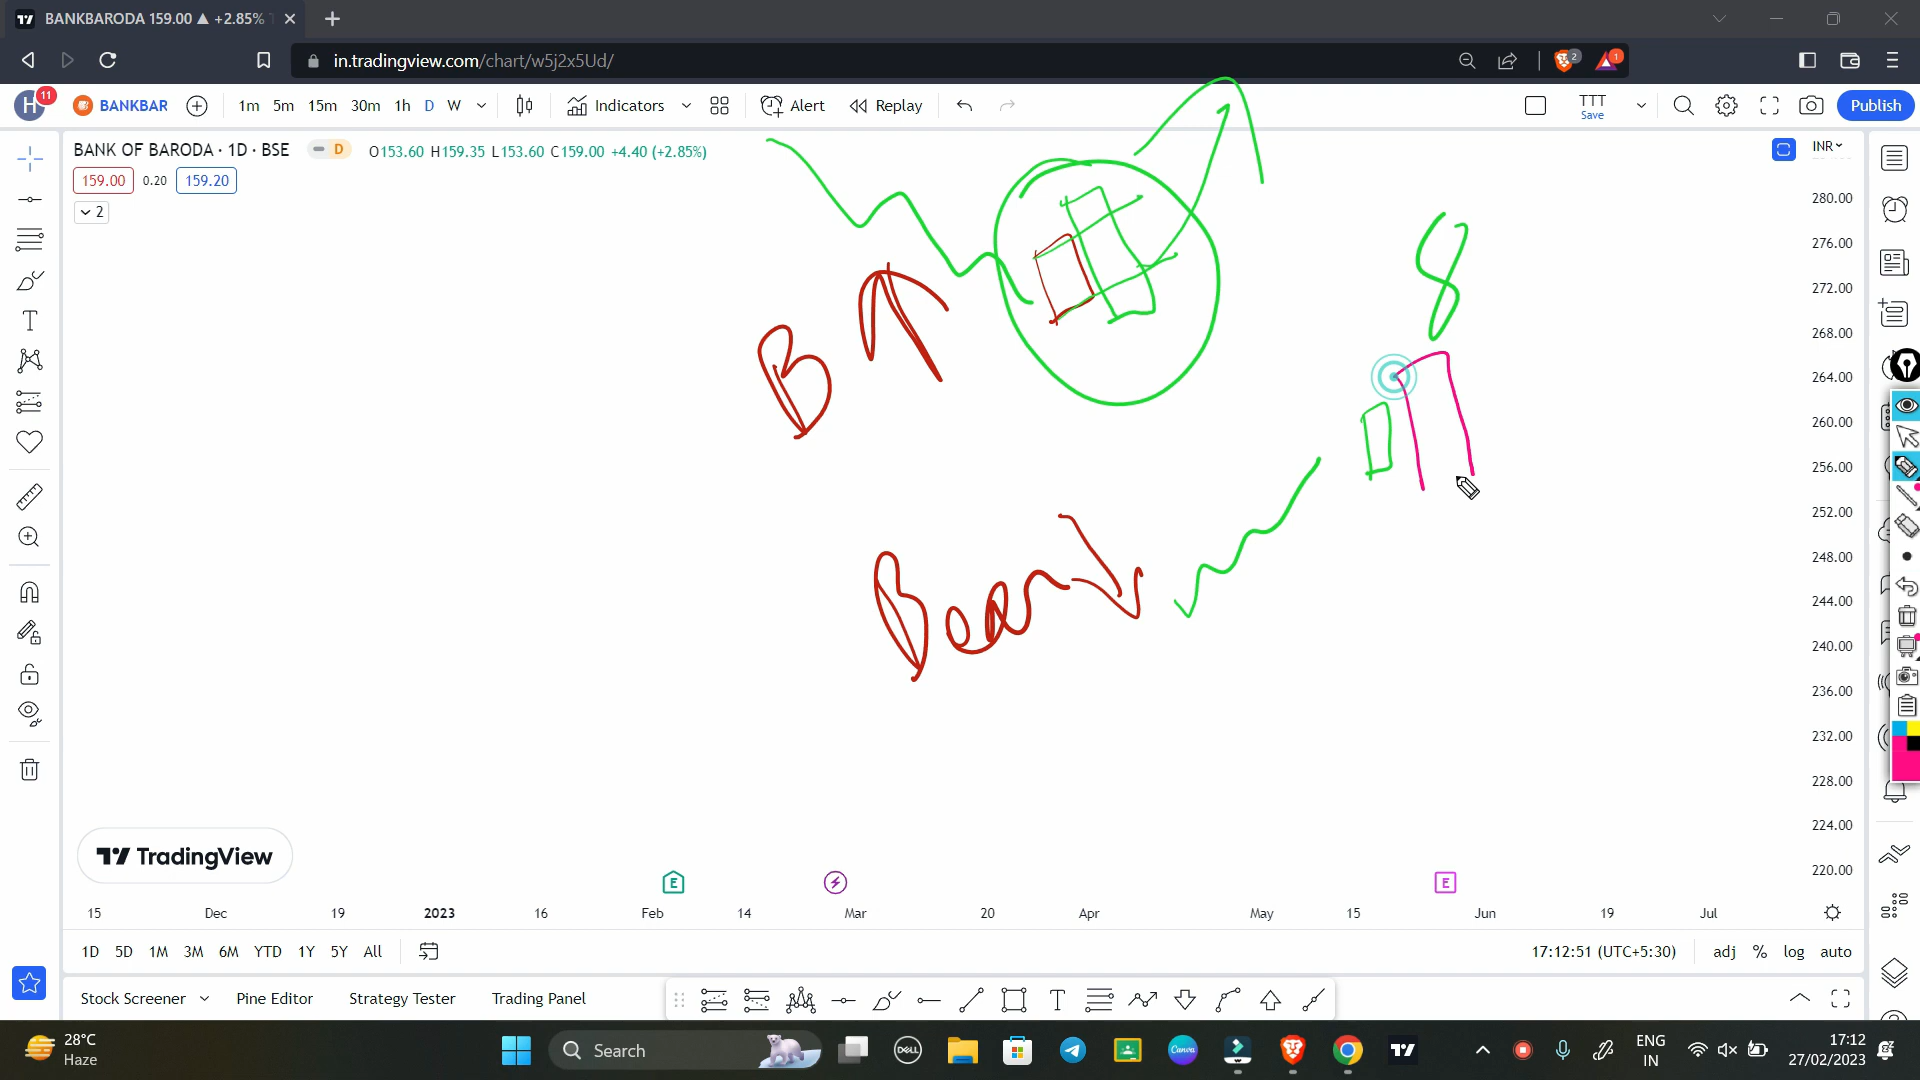 BANKBARODA 159.00 ▲ +2.85%
in.tradingview.com/chart/w5j2x5Ud/
2
1
H
11
BANKBAR
1m 5m 15m 30m 1h D W
Indicators
Alert
Replay
TTT
Save
Publish
BANK OF BARODA · 1D · BSE
D
O153.60 H159.35 L153.60 C159.00 +4.40 (+2.85%)
INR
159.00 0.20 159.20
2
280.00
276.00
272.00
268.00
264.00
260.00
256.00
252.00
248.00
244.00
240.00
236.00
232.00
228.00
224.00
220.00
B
8
TradingView
E
E
15 Dec 19 2023 16 Feb 14 Mar 20 Apr May 15 Jun 19 Jul
1D 5D 1M 3M 6M YTD 1Y 5Y All
17:12:51 (UTC+5:30)
adj % log auto
Stock Screener
Pine Editor
Strategy Tester
Trading Panel
28°C
Haze
Search
DELL
Canva
ENG
IN
17:12
27/02/2023